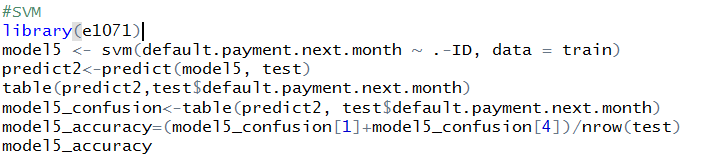 #SVM
library(e1071)
model5 <- svm(default.payment.next.month ~ .-ID, data = train)
predict2<-predict(model5, test)
table(predict2,test$default.payment.next.month)
model5_confusion<-table(predict2, test$default.payment.next.month)
model5_accuracy=(model5_confusion[1]+model5_confusion[4])/nrow(test)
model5_accuracy